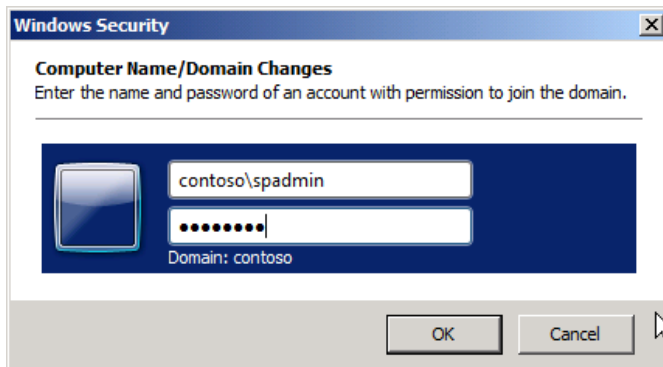 Windows Security
Computer Name/Domain Changes
Enter the name and password of an account with permission to join the domain.
contoso\spadmin
●●●●●●●●
Domain: contoso
OK
Cancel